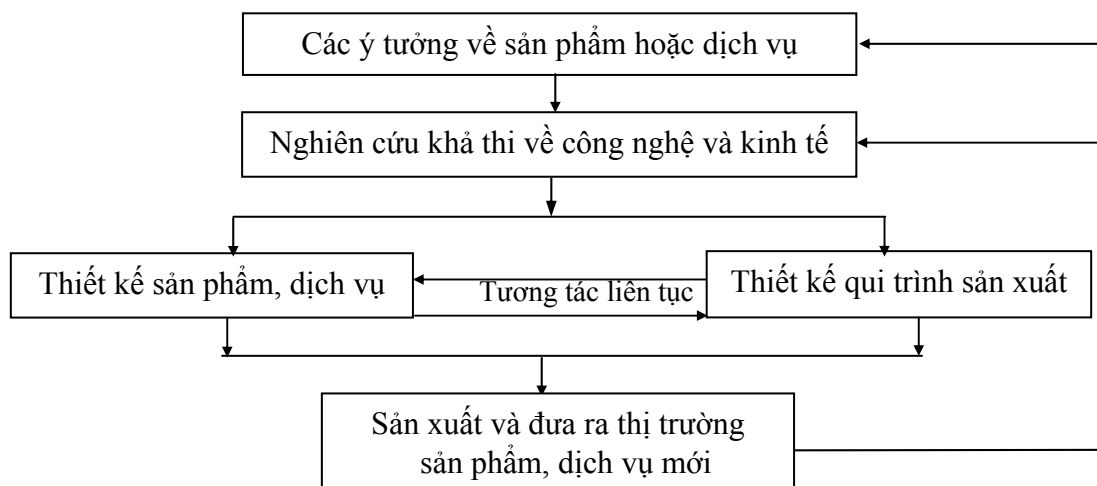 Các ý tưởng về sản phẩm hoặc dịch vụ
Nghiên cứu khả thi về công nghệ và kinh tế
Thiết kế sản phẩm, dịch vụ
Tương tác liên tục
Thiết kế qui trình sản xuất
Sản xuất và đưa ra thị trường
sản phẩm, dịch vụ mới